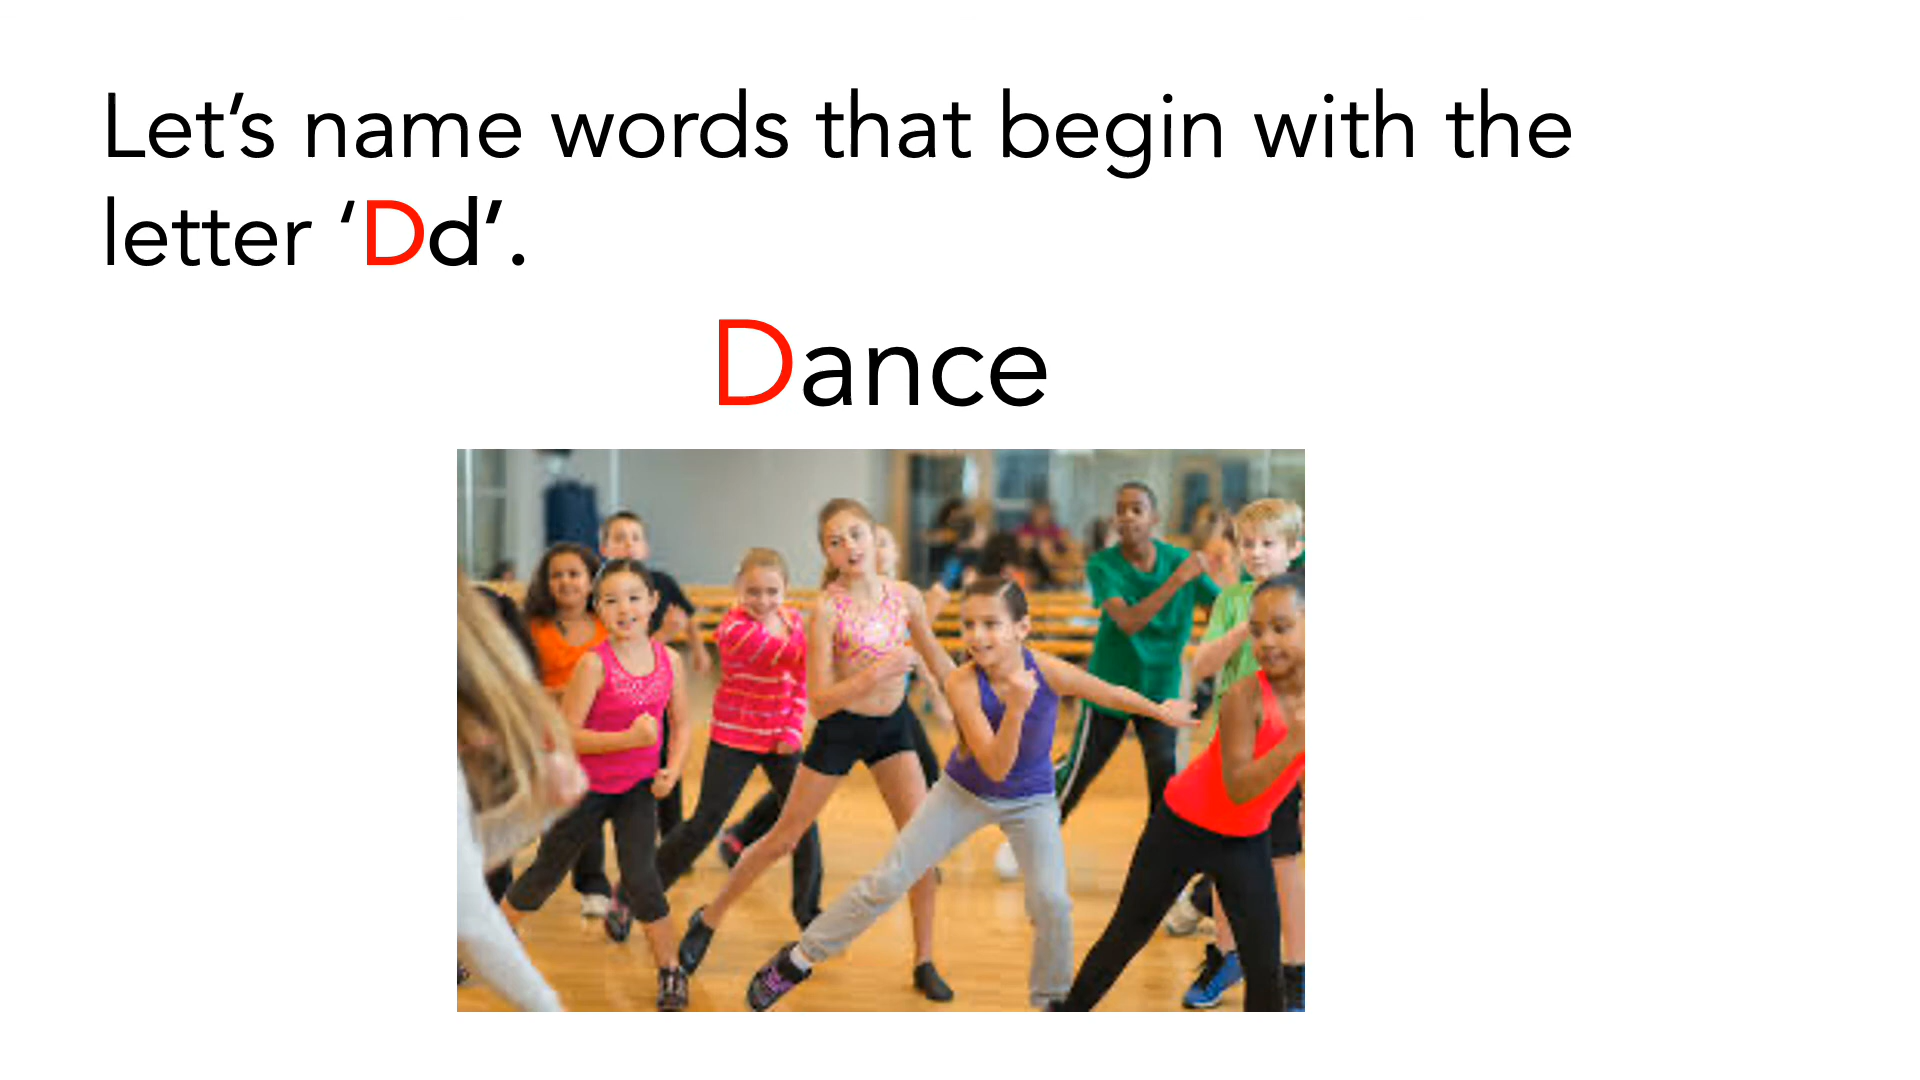 Let’s name words that begin with the
letter ‘Dd’.
Dance